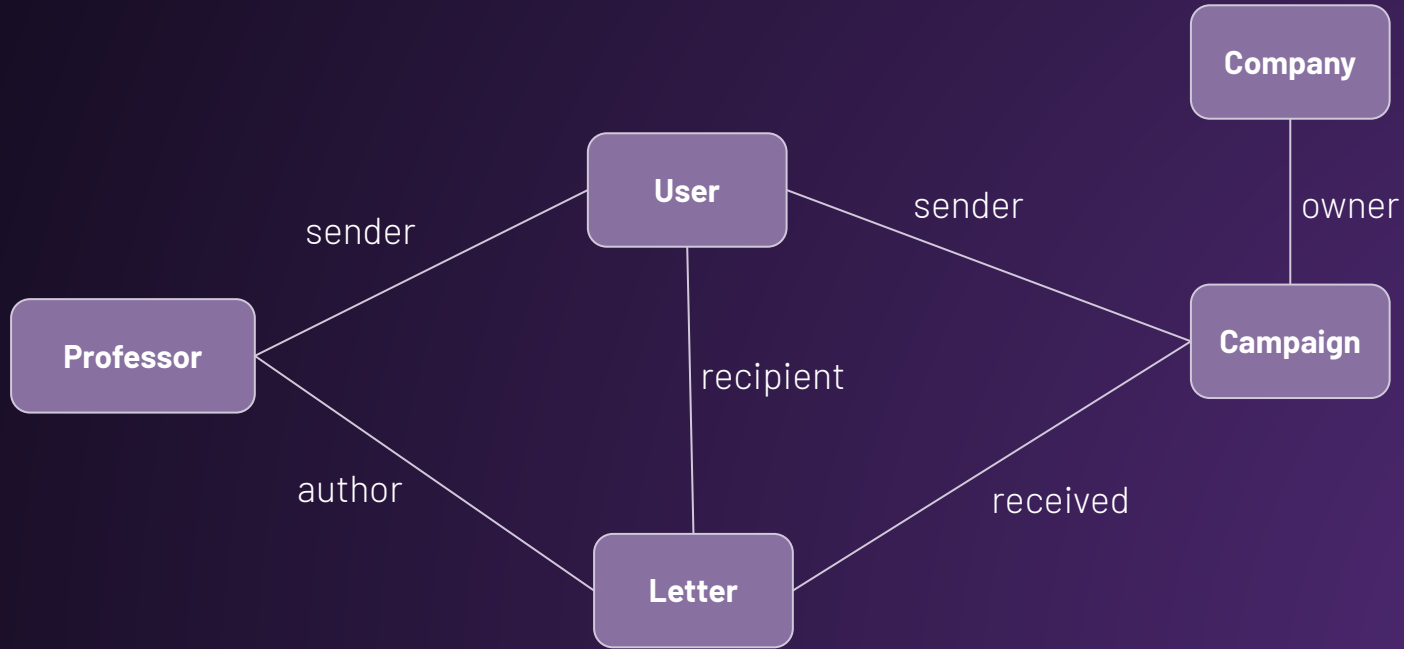 Company
User
sender
sender
owner
Professor
Campaign
recipient
author
received
Letter